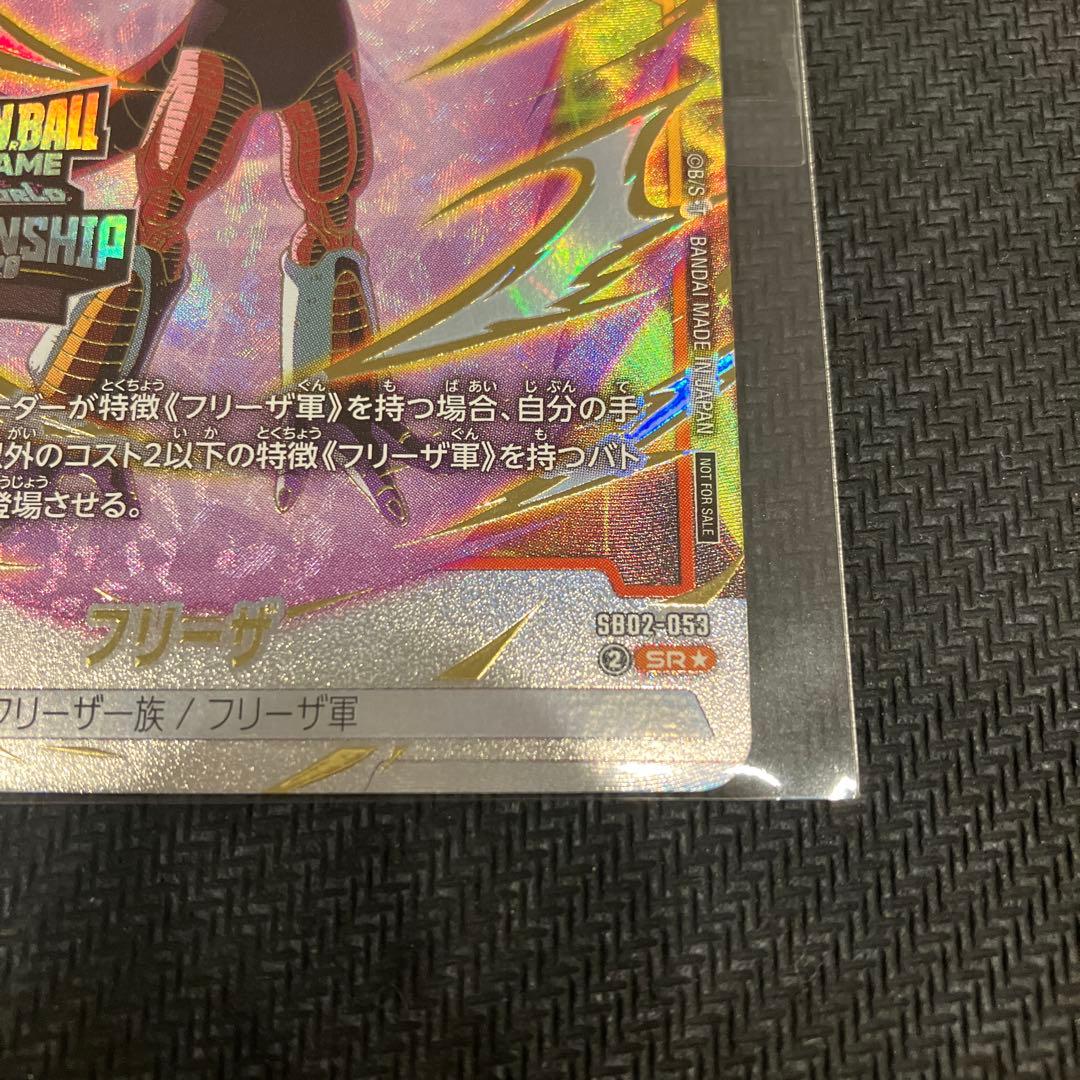 N.BALL
AME
NSHIP
ーダーが特徴《フリーザ軍》を持つ場合、自分の手
外のコスト2以下の特徴《フリーザ軍》を持つバト
登場させる。
©B/S・T BANDAI MADE IN JAPAN
NOT FOR SALE
フリーザ
SB02-053
② SR★
フリーザ一族 / フリーザ軍